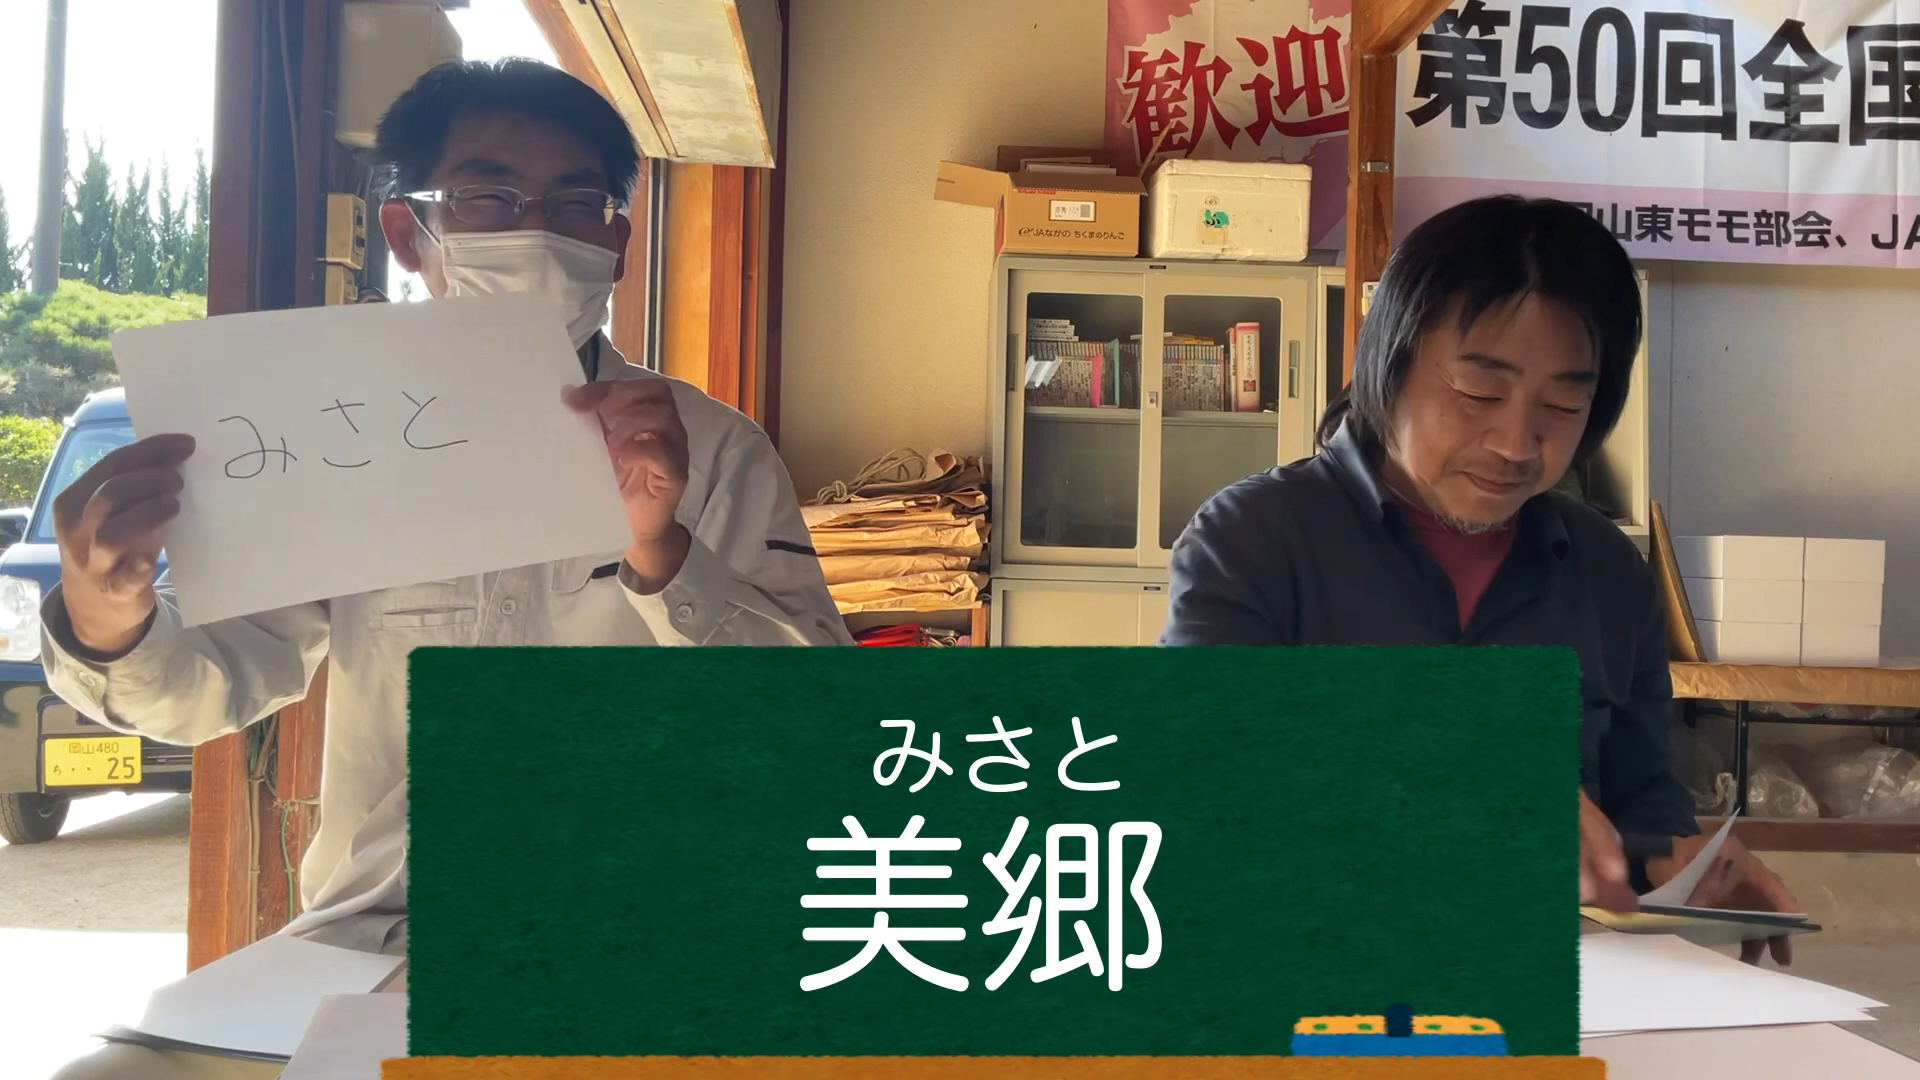 歓迎
第50回全国
山東モモ部会、JA
JAながの ちくまのりんご
みさと
岡山480
ち・・25
みさと
美郷